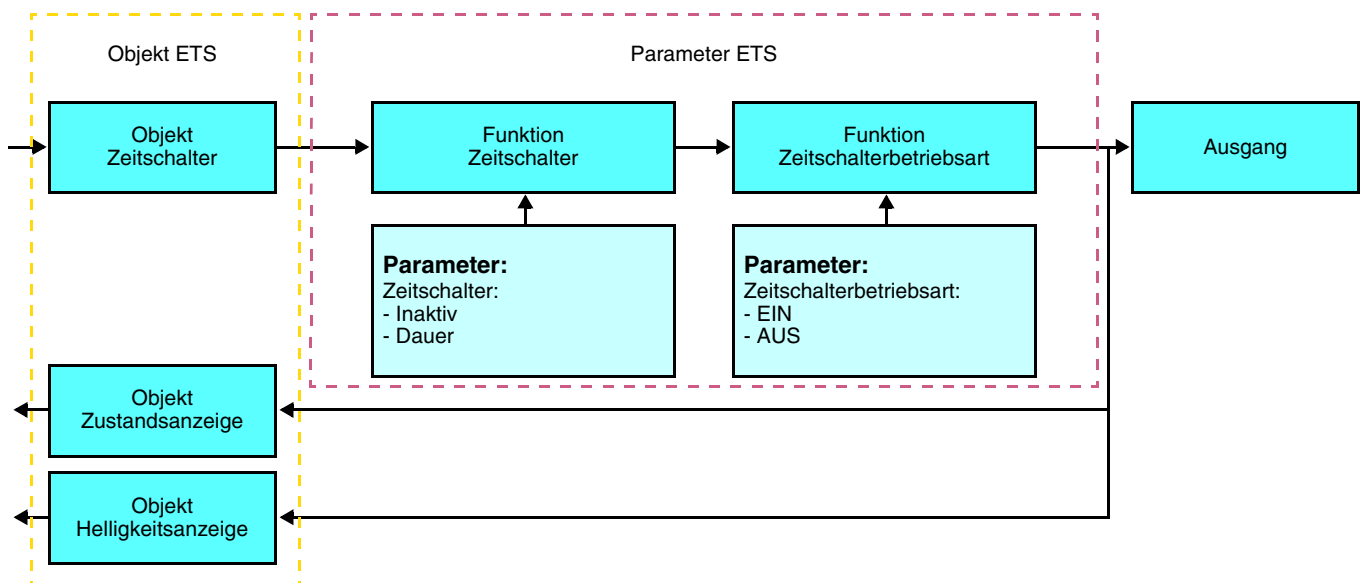 Objekt ETS
Parameter ETS
Objekt
Zeitschalter
Funktion
Zeitschalter
Funktion
Zeitschalterbetriebsart
Ausgang
Parameter:
Zeitschalter:
- Inaktiv
- Dauer
Parameter:
Zeitschalterbetriebsart:
- EIN
- AUS
Objekt
Zustandsanzeige
Objekt
Helligkeitsanzeige